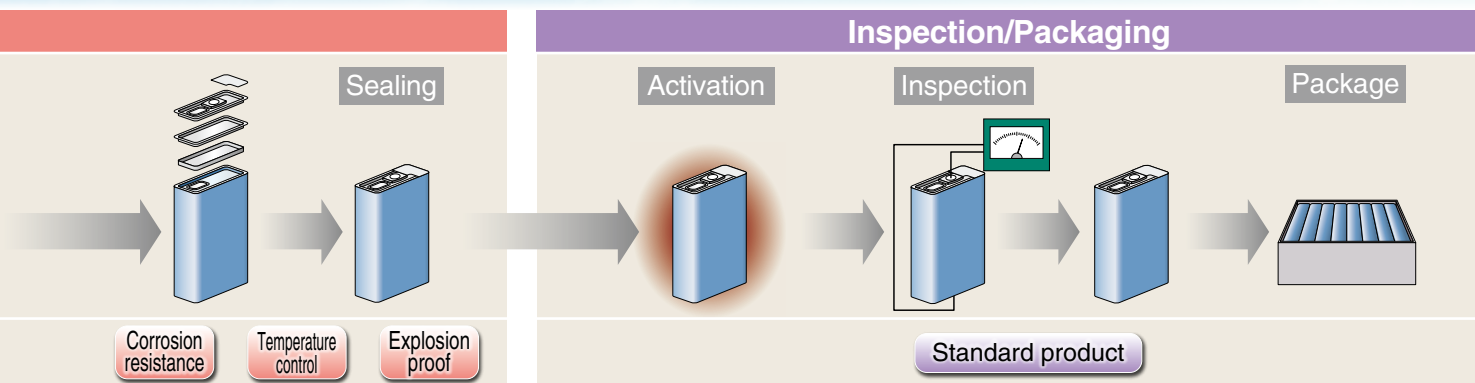 Inspection/Packaging
Sealing
Activation
Inspection
Package
Corrosion
resistance
Temperature
control
Explosion
proof
Standard product